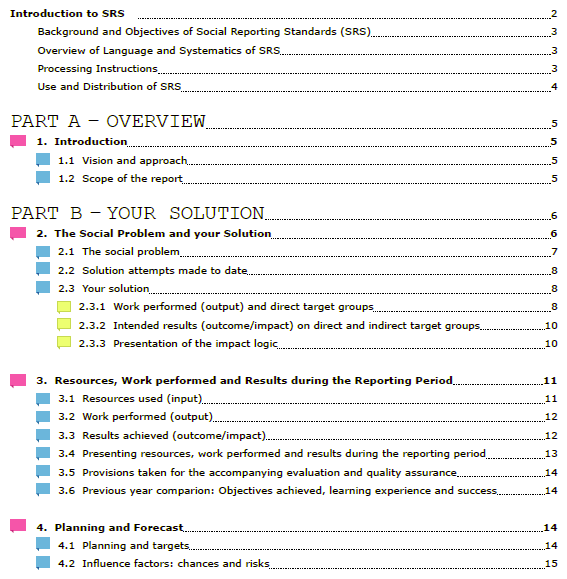 Introduction to SRS 2
Background and Objectives of Social Reporting Standards (SRS) 3
Overview of Language and Systematics of SRS 3
Processing Instructions 3
Use and Distribution of SRS 4
PART A – OVERVIEW 5
1. Introduction 5
1.1 Vision and approach 5
1.2 Scope of the report 5
PART B – YOUR SOLUTION 6
2. The Social Problem and your Solution 6
2.1 The social problem 7
2.2 Solution attempts made to date 8
2.3 Your solution 8
2.3.1 Work performed (output) and direct target groups 8
2.3.2 Intended results (outcome/impact) on direct and indirect target groups 10
2.3.3 Presentation of the impact logic 10
3. Resources, Work performed and Results during the Reporting Period 11
3.1 Resources used (input) 11
3.2 Work performed (output) 12
3.3 Results achieved (outcome/impact) 12
3.4 Presenting resources, work performed and results during the reporting period 13
3.5 Provisions taken for the accompanying evaluation and quality assurance 14
3.6 Previous year comparion: Objectives achieved, learning experience and success 14
4. Planning and Forecast 14
4.1 Planning and targets 14
4.2 Influence factors: chances and risks 15